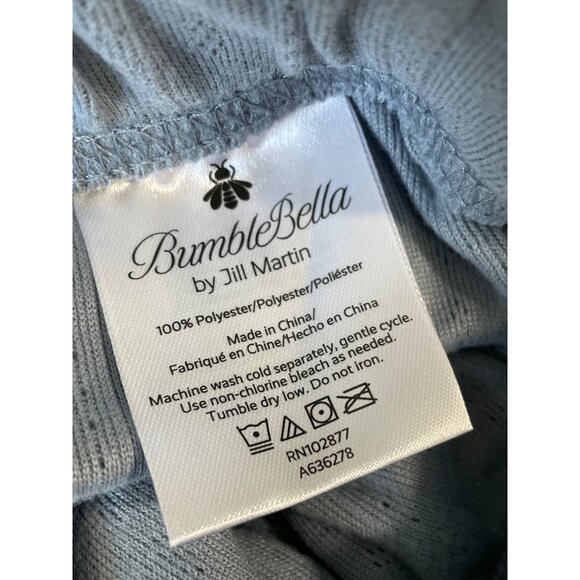 BumbleBella
by Jill Martin
100% Polyester/Polyester/Poliéster
Made in China/
Fabriqué en Chine/Hecho en China
Machine wash cold separately, gentle cycle.
Use non-chlorine bleach as needed.
Tumble dry low. Do not iron.
RN102877
A636278